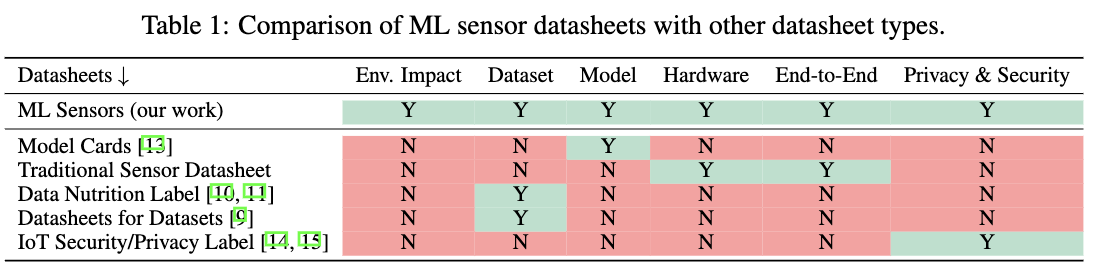 Table 1: Comparison of ML sensor datasheets with other datasheet types.
Datasheets ↓ Env. Impact Dataset Model Hardware End-to-End Privacy & Security
ML Sensors (our work) Y Y Y Y Y Y
Model Cards [13] N N Y N N N
Traditional Sensor Datasheet N N N Y Y N
Data Nutrition Label [10, 11] N Y N N N N
Datasheets for Datasets [9] N Y N N N N
IoT Security/Privacy Label [14, 15] N N N N N Y